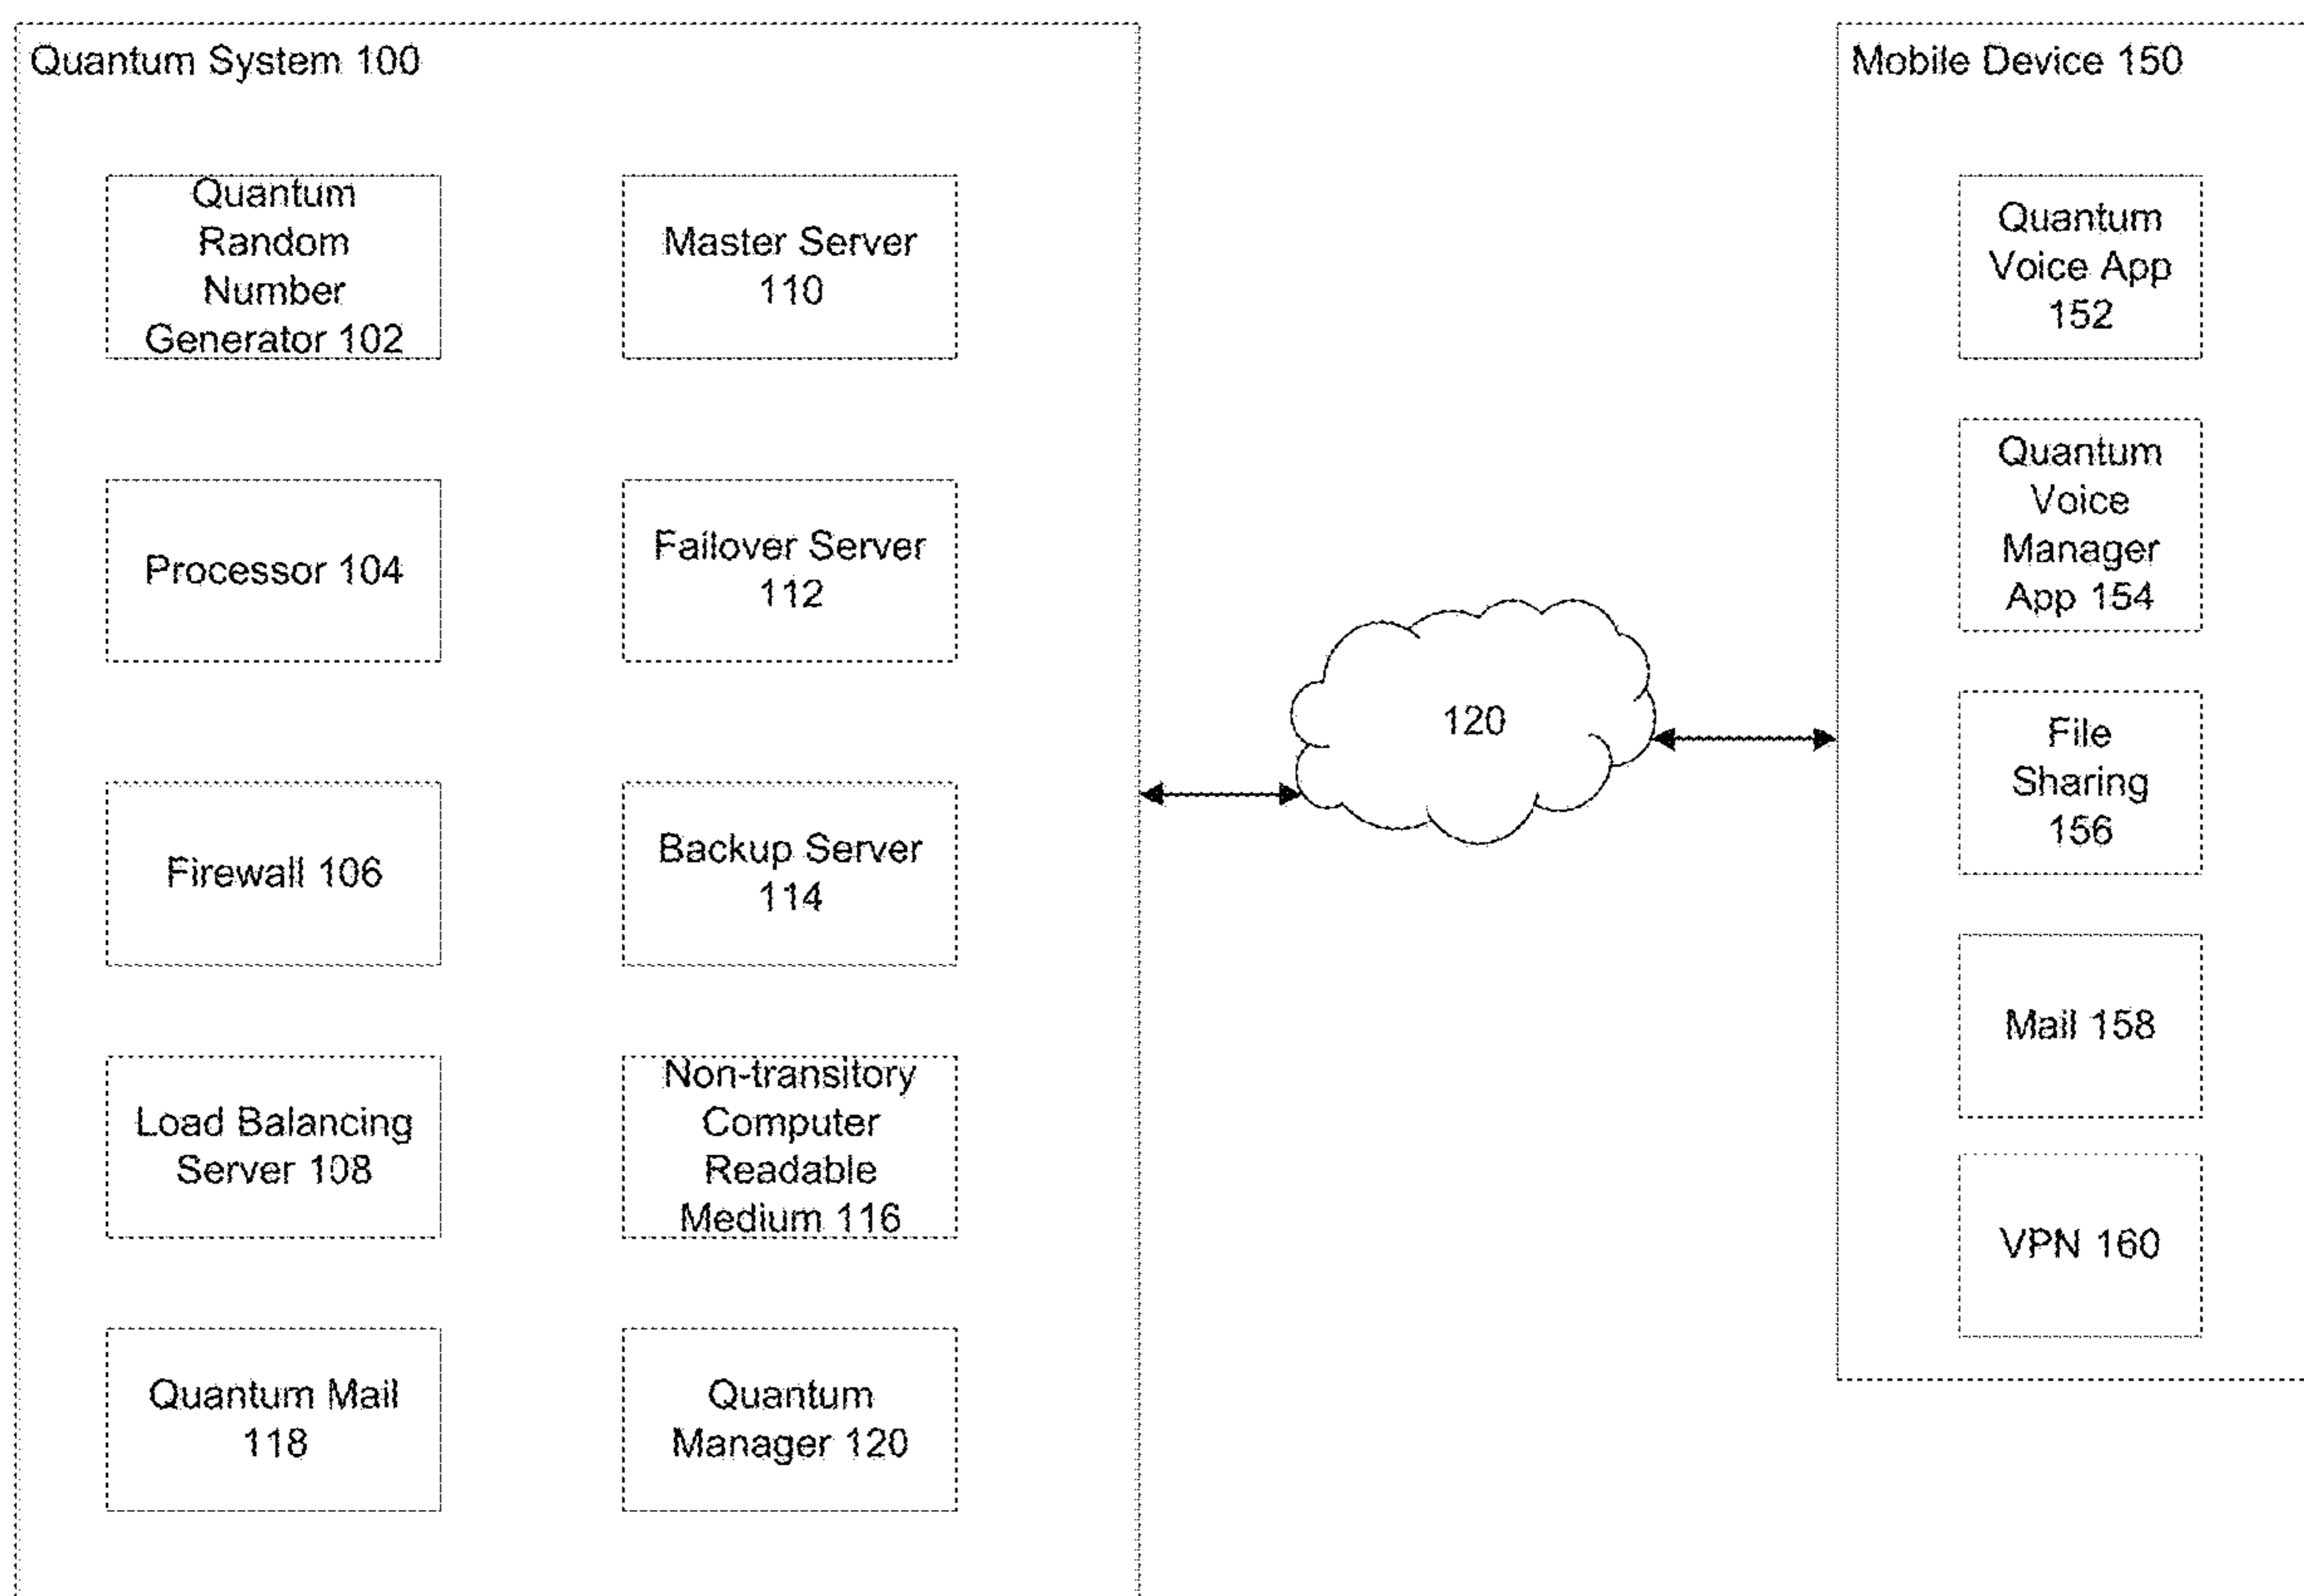 Quantum System 100
Quantum
Random
Number
Generator 102
Master Server
110
Processor 104
Failover Server
112
Firewall 106
Backup Server
114
Load Balancing
Server 108
Non-transitory
Computer
Readable
Medium 116
Quantum Mail
118
Quantum
Manager 120
120
Mobile Device 150
Quantum
Voice App
152
Quantum
Voice
Manager
App 154
File
Sharing
156
Mail 158
VPN 160